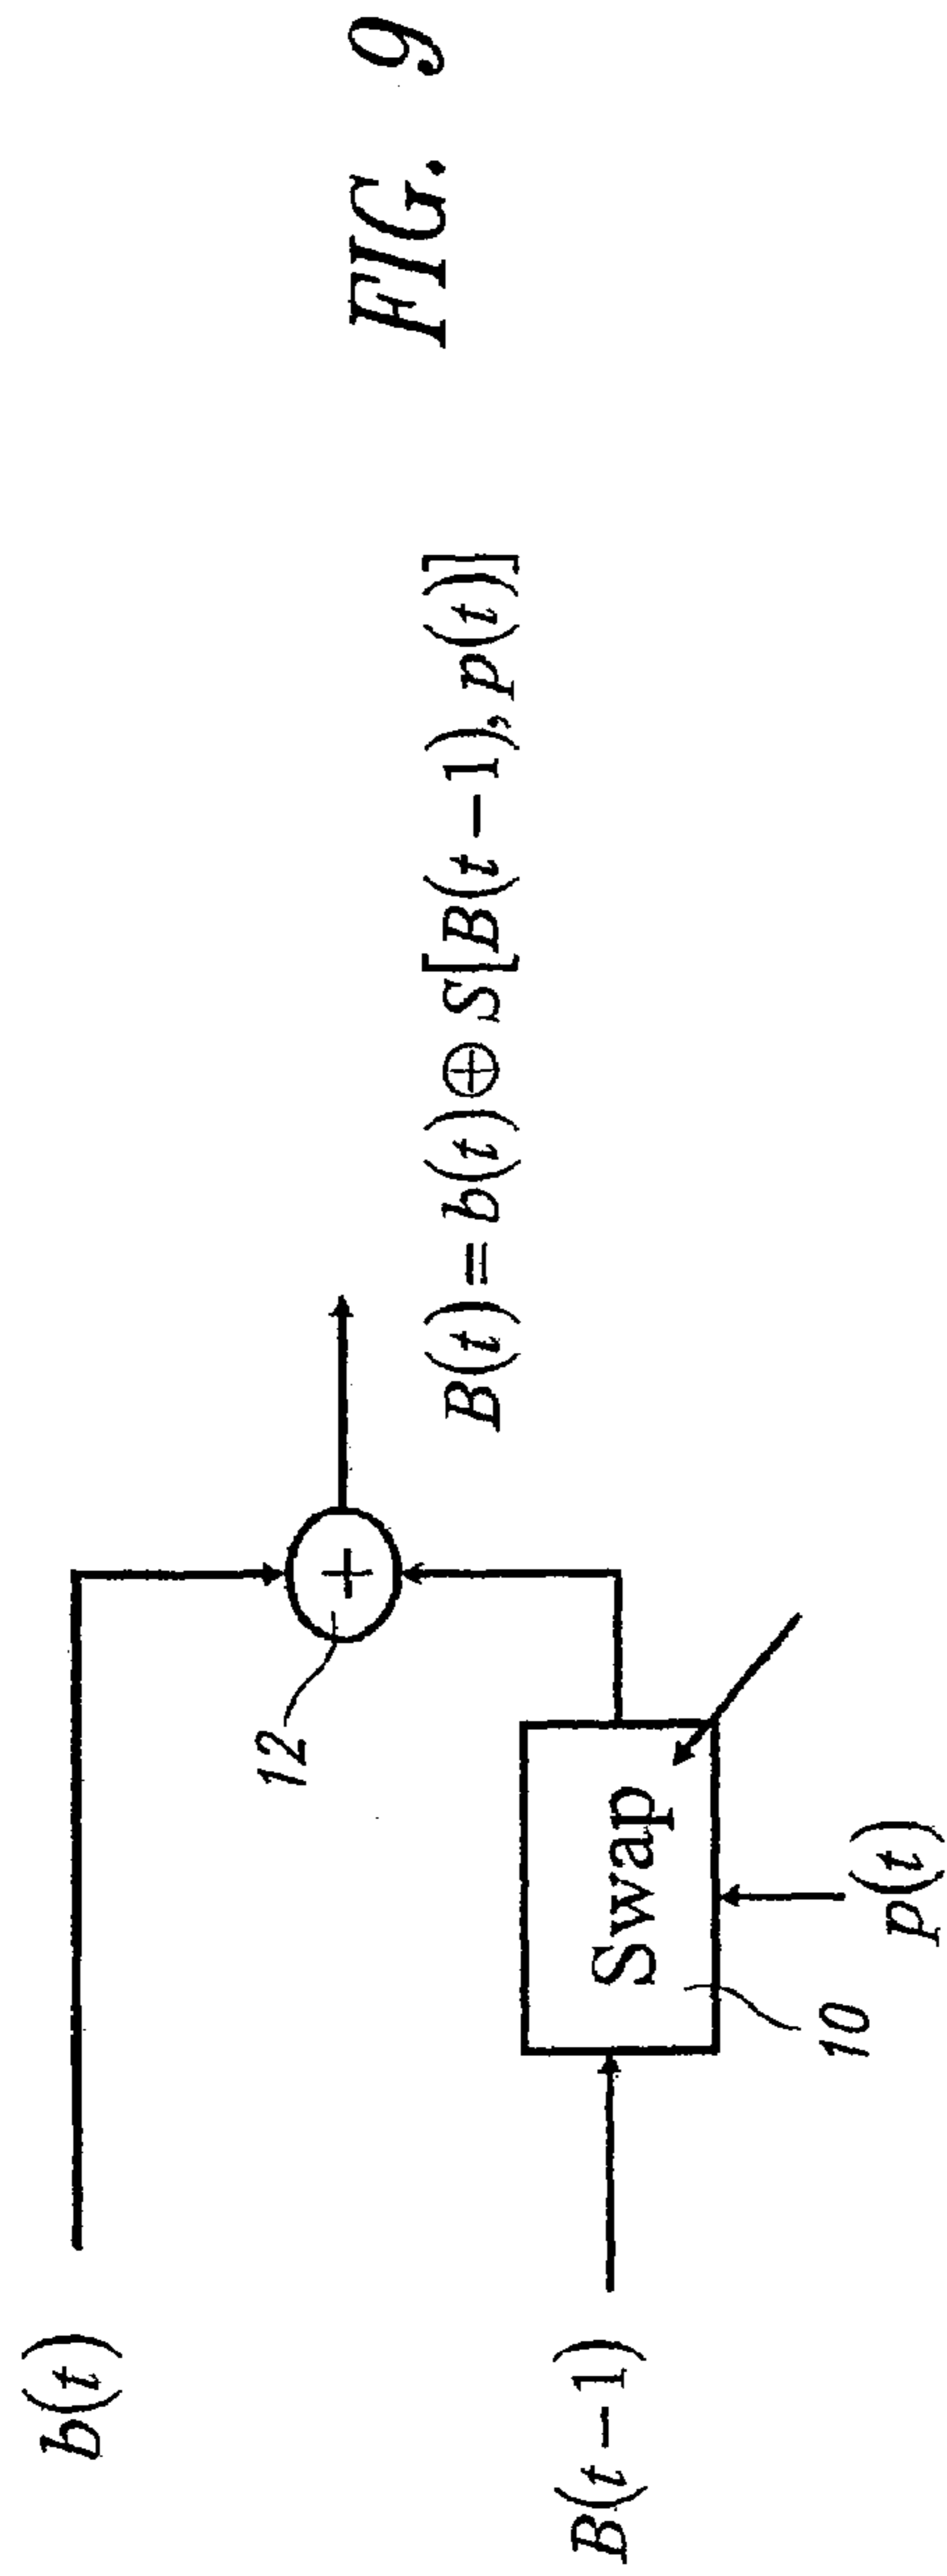 b(t)
12
B(t) = b(t) ⊕ S[B(t − 1), p(t)]
B(t − 1)
Swap
10
p(t)
FIG. 9